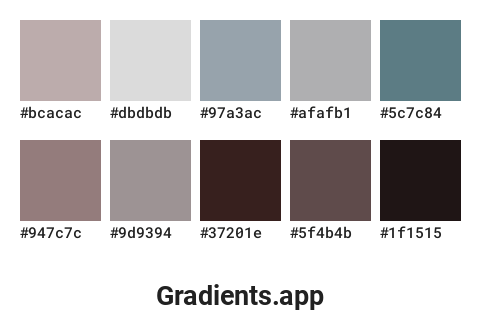 #bcacac #dbdbdb #97a3ac #afafb1 #5c7c84
#947c7c #9d9394 #37201e #5f4b4b #1f1515
Gradients.app